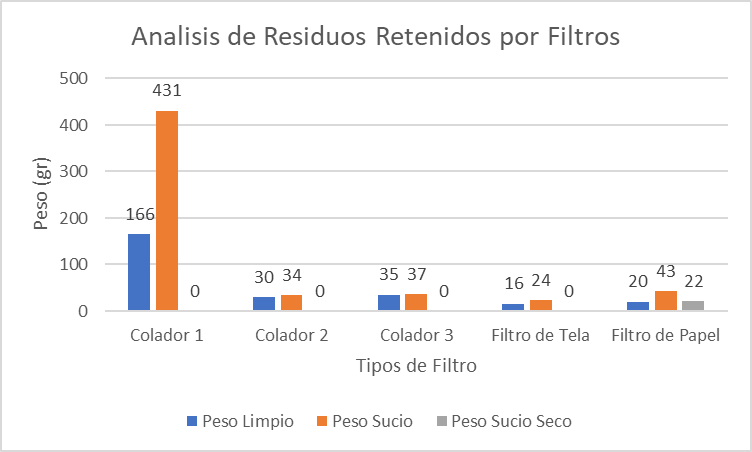 Analisis de Residuos Retenidos por Filtros
Peso (gr)
500
400
300
200
100
0
166
431
0
30
34
0
35
37
0
16
24
0
20
43
22
Colador 1
Colador 2
Colador 3
Filtro de Tela
Filtro de Papel
Tipos de Filtro
Peso Limpio
Peso Sucio
Peso Sucio Seco